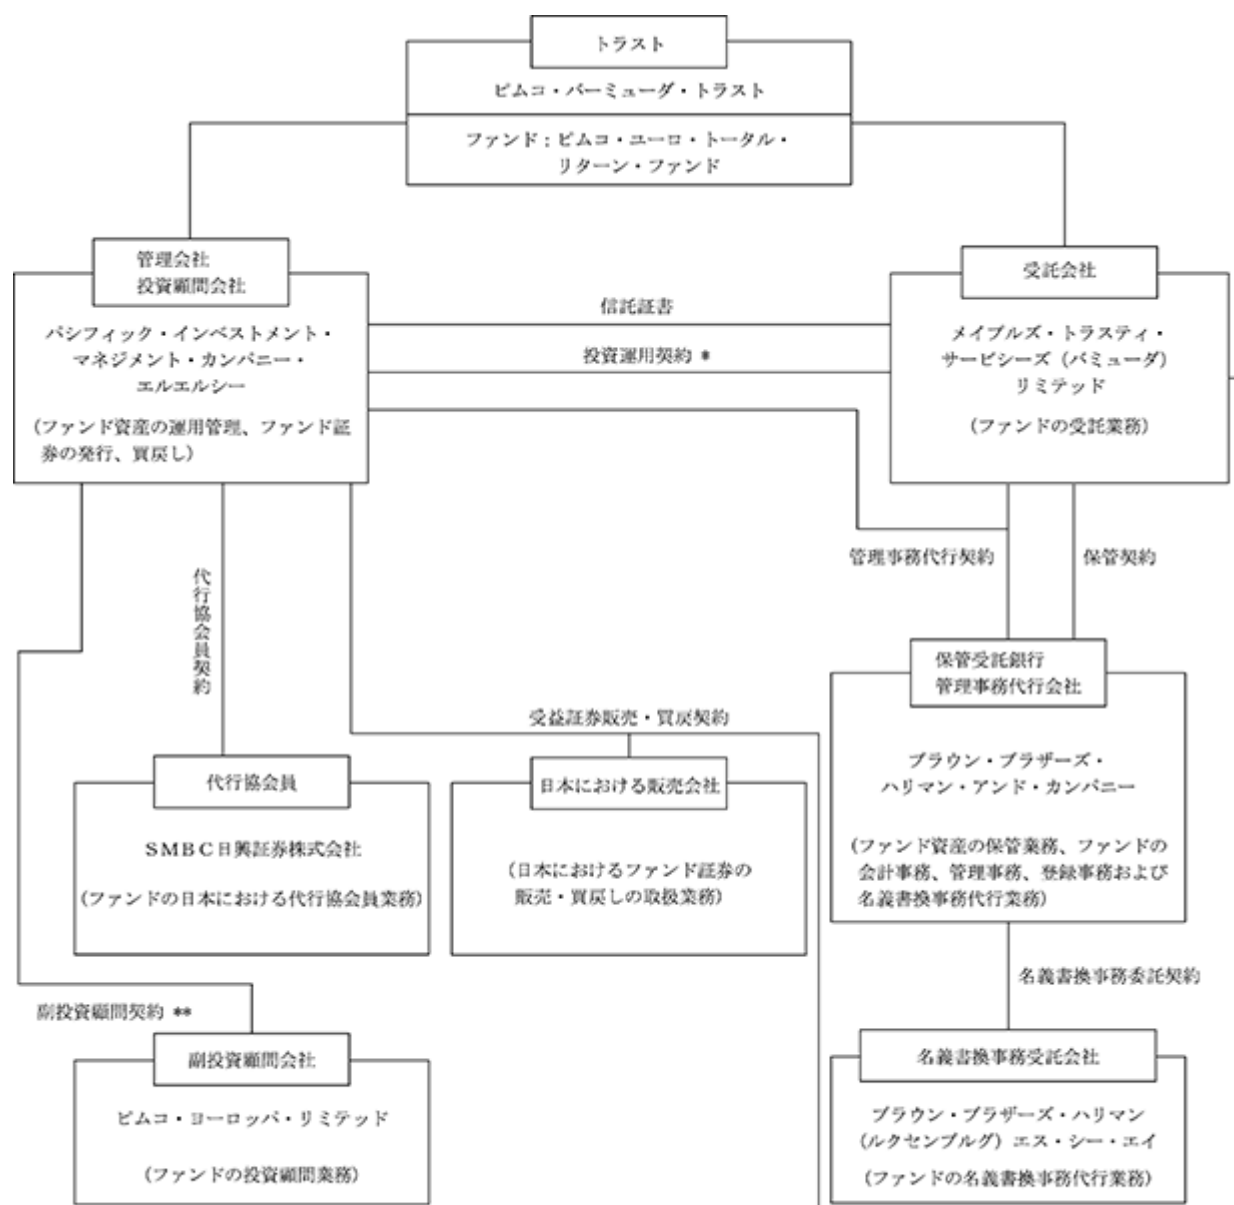 トラスト
ピムコ・バーミューダ・トラスト
ファンド：ピムコ・ユーロ・トータル・
リターン・ファンド
管理会社
投資顧問会社
パシフィック・インベストメント・
マネジメント・カンパニー・
エルエルシー
（ファンド資産の運用管理、ファンド証
券の発行、買戻し）
信託証書
投資運用契約 *
受託会社
メイプルズ・トラスティ・
サービシーズ（バミューダ）
リミテッド
（ファンドの受託業務）
管理事務代行契約
保管契約
代行協会員契約
保管受託銀行
管理事務代行会社
ブラウン・ブラザーズ・
ハリマン・アンド・カンパニー
（ファンド資産の保管業務、ファンドの
会計事務、管理事務、登録事務および
名義書換事務代行業務）
受益証券販売・買戻契約
代行協会員
ＳＭＢＣ日興証券株式会社
（ファンドの日本における代行協会員業務）
日本における販売会社
（日本におけるファンド証券の
販売・買戻しの取扱業務）
名義書換事務委託契約
副投資顧問契約 **
副投資顧問会社
ピムコ・ヨーロッパ・リミテッド
（ファンドの投資顧問業務）
名義書換事務受託会社
ブラウン・ブラザーズ・ハリマン
（ルクセンブルグ）エス・シー・エイ
（ファンドの名義書換事務代行業務）